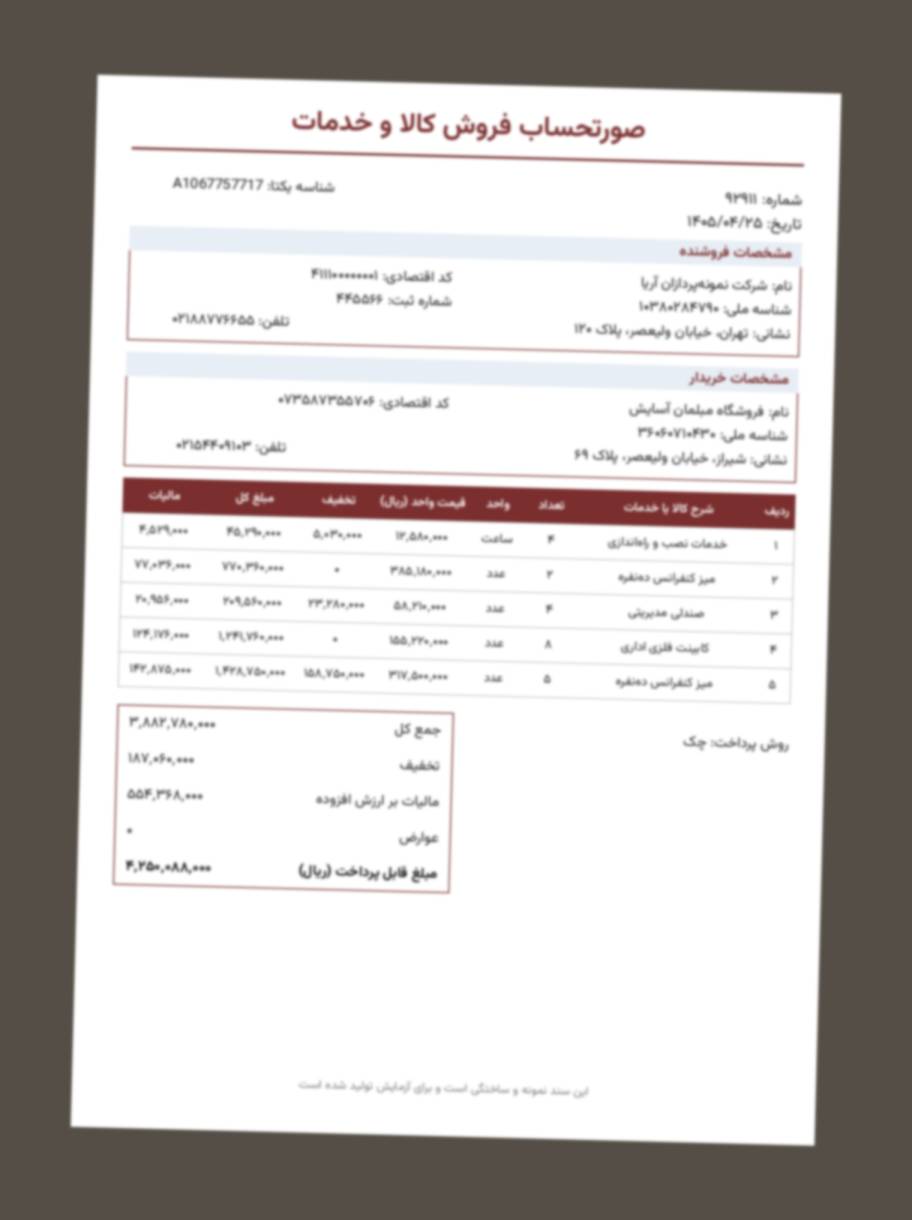 صورتحساب فروش کالا و خدمات
شماره: ۹۲۹۱۱
شناسه یکتا: A1067757717
تاریخ: ۱۴۰۵/۰۴/۲۵
مشخصات فروشنده
نام: شرکت نمونه‌پردازان آریا
کد اقتصادی: ۴۱۱۱۰۰۰۰۰۰۰۱
شناسه ملی: ۱۰۳۸۰۲۸۴۷۹۰
شماره ثبت: ۴۴۵۵۶۶
نشانی: تهران، خیابان ولیعصر، پلاک ۱۲۰
تلفن: ۰۲۱۸۸۷۷۶۶۵۵
مشخصات خریدار
نام: فروشگاه مبلمان آسایش
کد اقتصادی: ۰۷۳۵۸۷۳۵۵۷۰۶
شناسه ملی: ۳۶۰۶۰۷۱۰۴۳۰
نشانی: شیراز، خیابان ولیعصر، پلاک ۶۹
تلفن: ۰۲۱۵۴۴۰۹۱۰۳
ردیف شرح کالا یا خدمات تعداد واحد قیمت واحد (ریال) تخفیف مبلغ کل مالیات
۱ خدمات نصب و راه‌اندازی ۴ ساعت ۱۲,۵۸۰,۰۰۰ ۵,۰۳۰,۰۰۰ ۴۵,۲۹۰,۰۰۰ ۴,۵۲۹,۰۰۰
۲ میز کنفرانس ده‌نفره ۲ عدد ۳۸۵,۱۸۰,۰۰۰ ۰ ۷۷۰,۳۶۰,۰۰۰ ۷۷,۰۳۶,۰۰۰
۳ صندلی مدیریتی ۴ عدد ۵۸,۲۱۰,۰۰۰ ۲۳,۲۸۰,۰۰۰ ۲۰۹,۵۶۰,۰۰۰ ۲۰,۹۵۶,۰۰۰
۴ کابینت فلزی اداری ۸ عدد ۱۵۵,۲۲۰,۰۰۰ ۰ ۱,۲۴۱,۷۶۰,۰۰۰ ۱۲۴,۱۷۶,۰۰۰
۵ میز کنفرانس ده‌نفره ۵ عدد ۳۱۷,۵۰۰,۰۰۰ ۱۵۸,۷۵۰,۰۰۰ ۱,۴۲۸,۷۵۰,۰۰۰ ۱۴۲,۸۷۵,۰۰۰
روش پرداخت: چک
جمع کل ۳,۸۸۲,۷۸۰,۰۰۰
تخفیف ۱۸۷,۰۶۰,۰۰۰
مالیات بر ارزش افزوده ۵۵۴,۳۶۸,۰۰۰
عوارض ۰
مبلغ قابل پرداخت (ریال) ۴,۲۵۰,۰۸۸,۰۰۰
این سند نمونه و ساختگی است و برای آزمایش تولید شده است